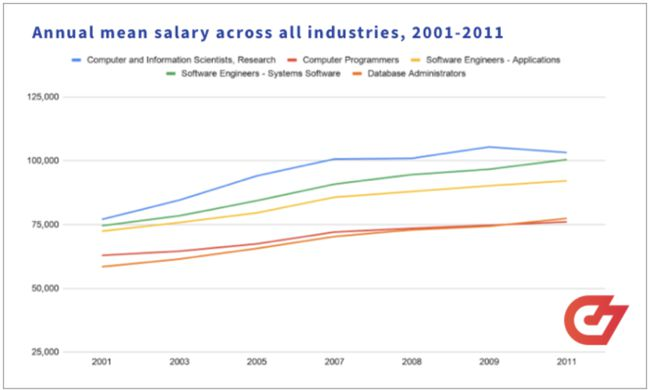 Annual mean salary across all industries, 2001-2011
Computer and Information Scientists, Research Computer Programmers Software Engineers - Applications
Software Engineers - Systems Software Database Administrators
125,000
100,000
75,000
50,000
25,000
2001 2003 2005 2007 2008 2009 2011